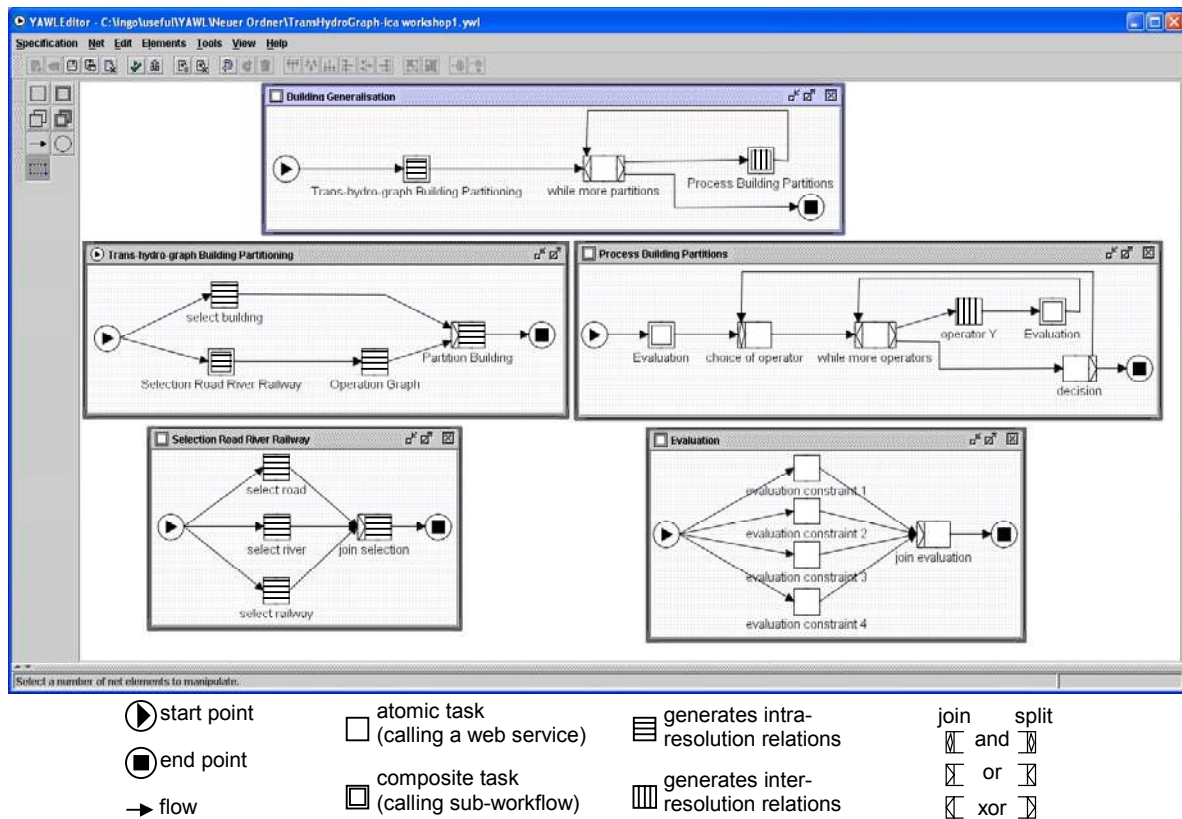 YAWLEditor - C:\Ingo\useful\YAWL\Neuer Ordner\TransHydroGraph-ica workshop1.ywl
Specification Net Edit Elements Tools View Help
Building Generalisation
Trans-hydro-graph Building Partitioning
while more partitions
Process Building Partitions
Trans-hydro-graph Building Partitioning
select building
Selection Road River Railway
Operation Graph
Partition Building
Process Building Partitions
Evaluation
choice of operator
while more operators
operator Y
Evaluation
decision
Selection Road River Railway
select road
select river
select railway
join selection
Evaluation
evaluation constraint 1
evaluation constraint 2
evaluation constraint 3
evaluation constraint 4
join evaluation
Select a number of net elements to manipulate.
start point
end point
flow
atomic task
(calling a web service)
composite task
(calling sub-workflow)
generates intra-
resolution relations
generates inter-
resolution relations
join split
and
or
xor